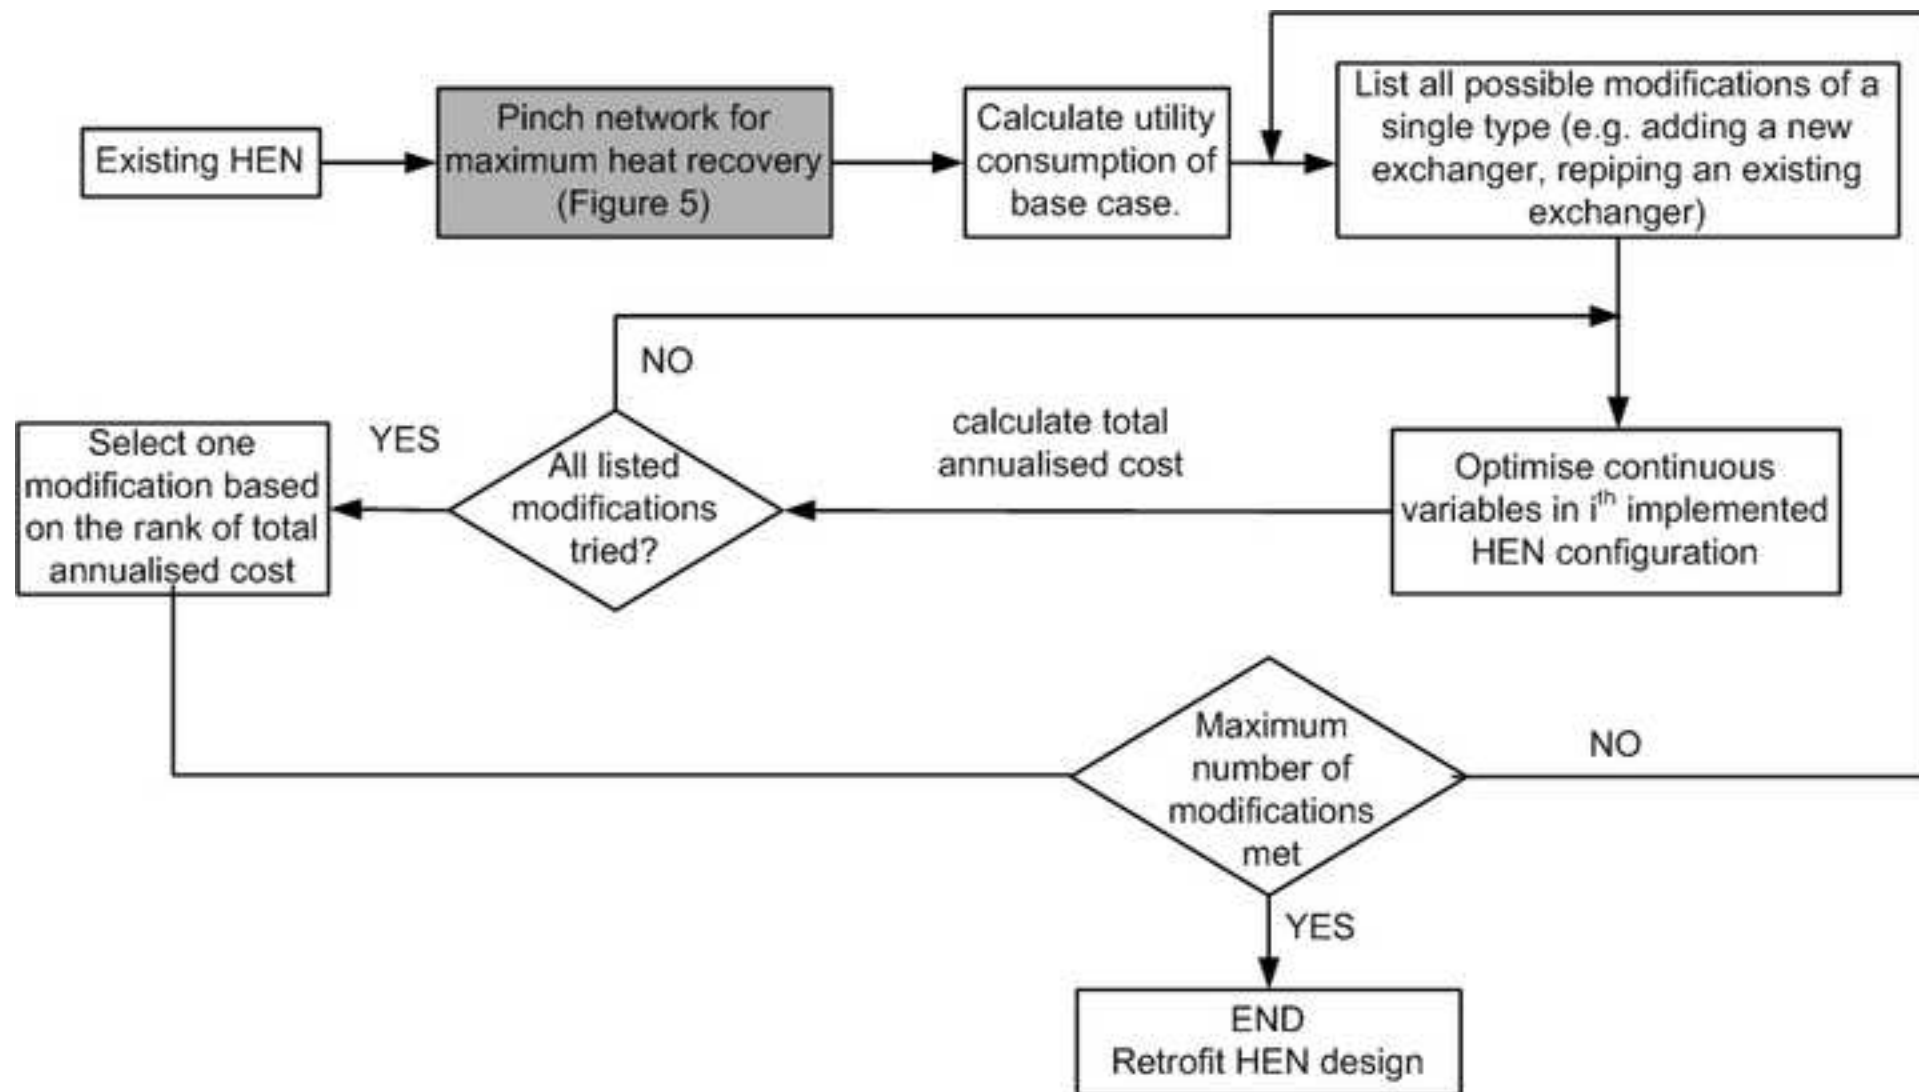 Existing HEN
Pinch network for
maximum heat recovery
(Figure 5)
Calculate utility
consumption of
base case.
List all possible modifications of a
single type (e.g. adding a new
exchanger, repiping an existing
exchanger)
NO
YES
Select one
modification based
on the rank of total
annualised cost
All listed
modifications
tried?
calculate total
annualised cost
Optimise continuous
variables in iᵗʰ implemented
HEN configuration
Maximum
number of
modifications
met
NO
YES
END
Retrofit HEN design